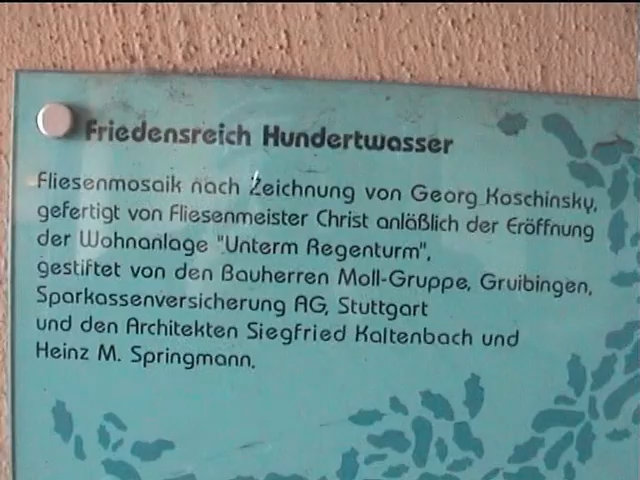 Friedensreich Hundertwasser
Fliesenmosaik nach Zeichnung von Georg Koschinsky,
gefertigt von Fliesenmeister Christ anläßlich der Eröffnung
der Wohnanlage "Unterm Regenturm",
gestiftet von den Bauherren Moll-Gruppe, Gruibingen,
Sparkassenversicherung AG, Stuttgart
und den Architekten Siegfried Kaltenbach und
Heinz M. Springmann.